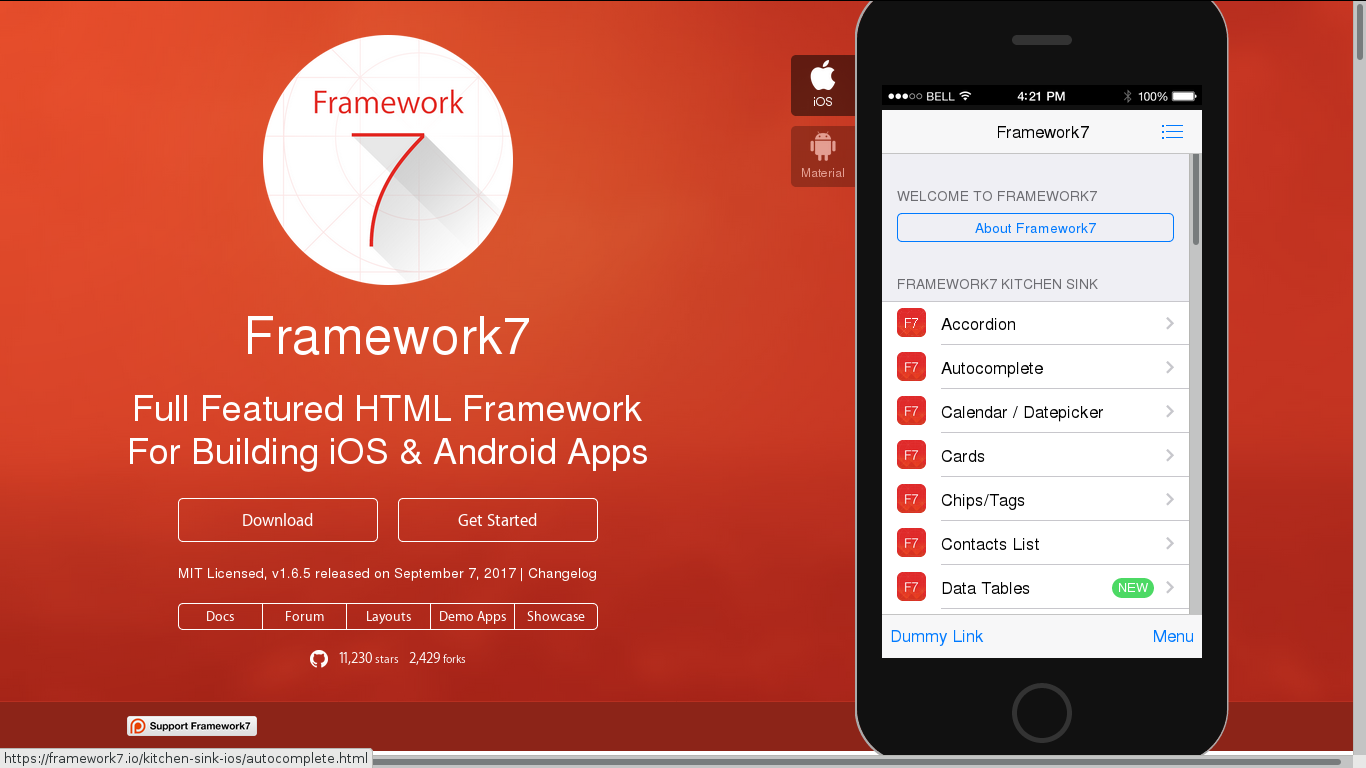 Framework
7
Framework7
Full Featured HTML Framework
For Building iOS & Android Apps
Download
Get Started
MIT Licensed, v1.6.5 released on September 7, 2017 | Changelog
Docs
Forum
Layouts
Demo Apps
Showcase
11,230 stars 2,429 forks
Support Framework7
iOS
Material
BELL 4:21 PM 100%
Framework7
WELCOME TO FRAMEWORK7
About Framework7
FRAMEWORK7 KITCHEN SINK
F7 Accordion
F7 Autocomplete
F7 Calendar / Datepicker
F7 Cards
F7 Chips/Tags
F7 Contacts List
F7 Data Tables NEW
Dummy Link Menu
https://framework7.io/kitchen-sink-ios/autocomplete.html